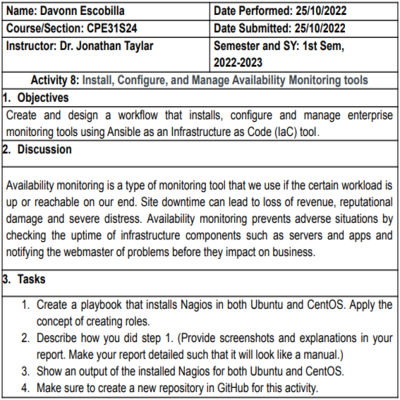 Name: Davonn Escobilla
Date Performed: 25/10/2022
Course/Section: CPE31S24
Date Submitted: 25/10/2022
Instructor: Dr. Jonathan Taylar
Semester and SY: 1st Sem,
2022-2023
Activity 8: Install, Configure, and Manage Availability Monitoring tools
1. Objectives
Create and design a workflow that installs, configure and manage enterprise
monitoring tools using Ansible as an Infrastructure as Code (IaC) tool.
2. Discussion
Availability monitoring is a type of monitoring tool that we use if the certain workload is
up or reachable on our end. Site downtime can lead to loss of revenue, reputational
damage and severe distress. Availability monitoring prevents adverse situations by
checking the uptime of infrastructure components such as servers and apps and
notifying the webmaster of problems before they impact on business.
3. Tasks
1. Create a playbook that installs Nagios in both Ubuntu and CentOS. Apply the
concept of creating roles.
2. Describe how you did step 1. (Provide screenshots and explanations in your
report. Make your report detailed such that it will look like a manual.)
3. Show an output of the installed Nagios for both Ubuntu and CentOS.
4. Make sure to create a new repository in GitHub for this activity.